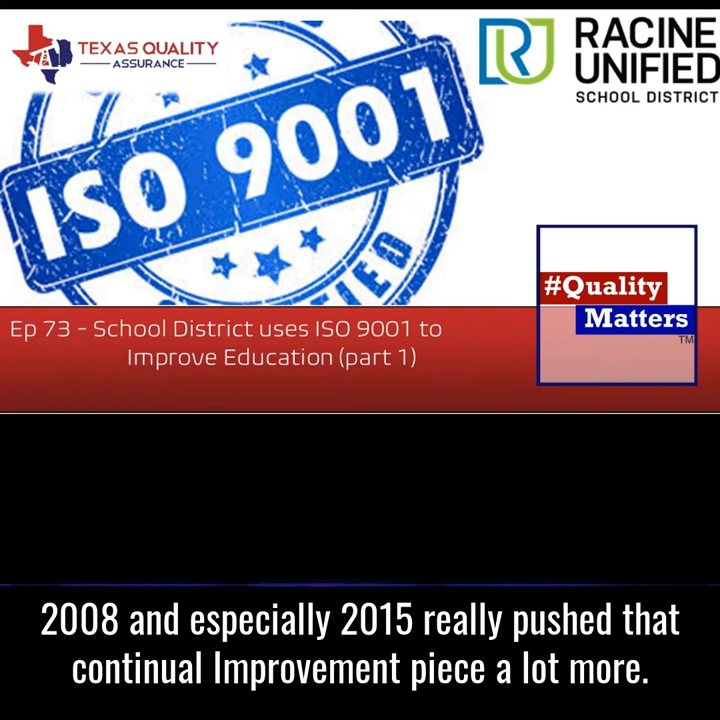 TEXAS QUALITY
ASSURANCE
RACINE
UNIFIED
SCHOOL DISTRICT
ISO 9001
#Quality
Matters
TM
Ep 73 - School District uses ISO 9001 to
Improve Education (part 1)
2008 and especially 2015 really pushed that
continual Improvement piece a lot more.